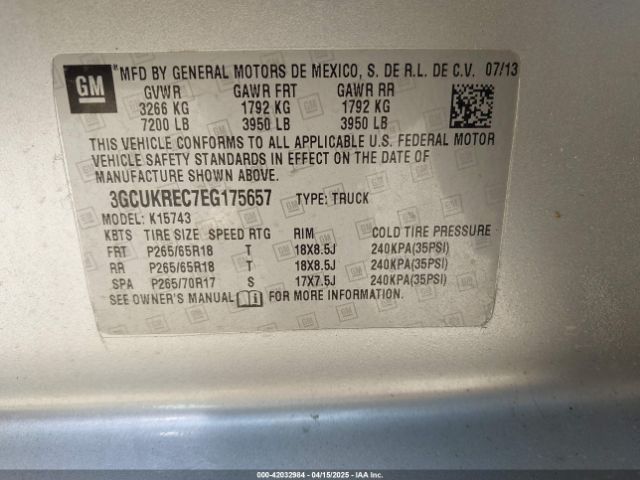 GM
MFD BY GENERAL MOTORS DE MEXICO, S. DE R.L. DE C.V. 07/13
GVWR GAWR FRT GAWR RR
3266 KG 1792 KG 1792 KG
7200 LB 3950 LB 3950 LB
THIS VEHICLE CONFORMS TO ALL APPLICABLE U.S. FEDERAL MOTOR
VEHICLE SAFETY STANDARDS IN EFFECT ON THE DATE OF
MANUFACTURE SHOWN ABOVE.
3GCUKREC7EG175657 TYPE: TRUCK
MODEL: K15743
KBTS TIRE SIZE SPEED RTG RIM COLD TIRE PRESSURE
FRT P265/65R18 T 18X8.5J 240KPA(35PSI)
RR P265/65R18 T 18X8.5J 240KPA(35PSI)
SPA P265/70R17 S 17X7.5J 240KPA(35PSI)
SEE OWNER'S MANUAL FOR MORE INFORMATION.
000-42032984 - 04/15/2025 - COPART, INC.